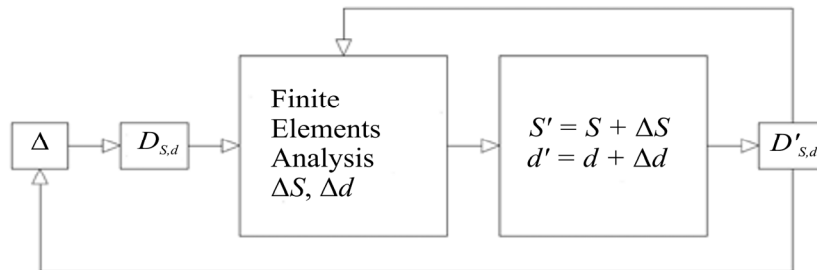 Δ
D_{S,d}
Finite
Elements
Analysis
ΔS, Δd
S' = S + ΔS
d' = d + Δd
D'_{S,d}